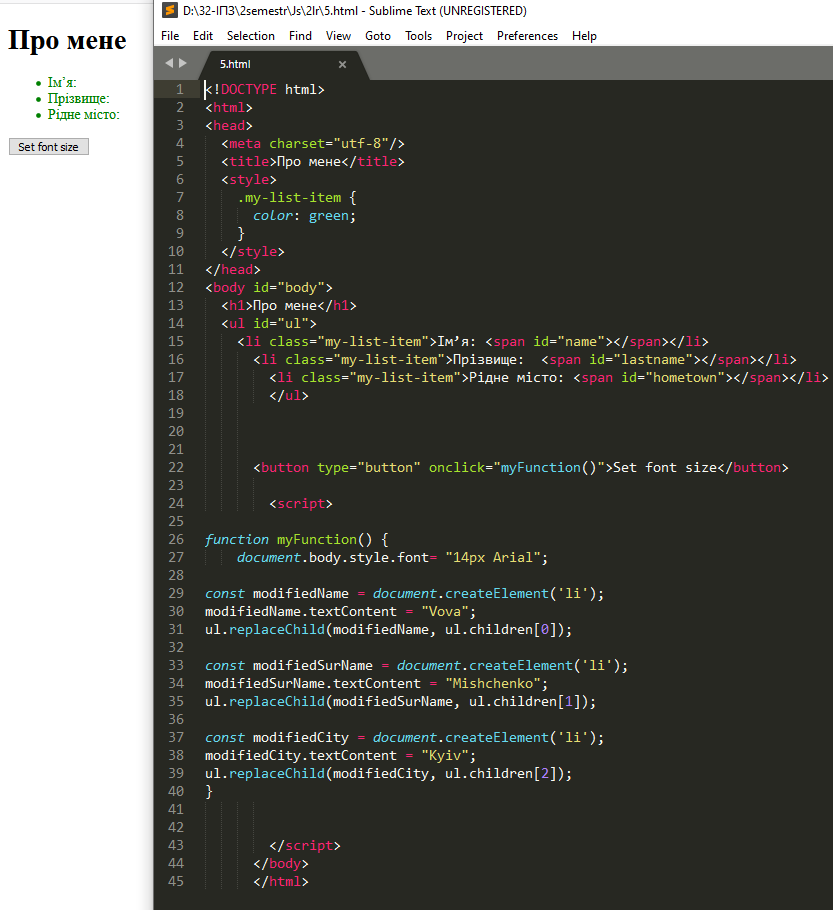 Про мене
Ім’я:
Прізвище:
Рідне місто:
Set font size
D:\32-ІПЗ\2semestr\Js\2lr\5.html - Sublime Text (UNREGISTERED)
File Edit Selection Find View Goto Tools Project Preferences Help
5.html
1 <!DOCTYPE html>
2 <html>
3 <head>
4 <meta charset="utf-8"/>
5 <title>Про мене</title>
6 <style>
7 .my-list-item {
8 color: green;
9 }
10 </style>
11 </head>
12 <body id="body">
13 <h1>Про мене</h1>
14 <ul id="ul">
15 <li class="my-list-item">Ім’я: <span id="name"></span></li>
16 <li class="my-list-item">Прізвище:  <span id="lastname"></span></li>
17 <li class="my-list-item">Рідне місто: <span id="hometown"></span></li>
18 </ul>
19
20
21
22 <button type="button" onclick="myFunction()">Set font size</button>
23
24 <script>
25
26 function myFunction() {
27 document.body.style.font= "14px Arial";
28
29 const modifiedName = document.createElement('li');
30 modifiedName.textContent = "Vova";
31 ul.replaceChild(modifiedName, ul.children[0]);
32
33 const modifiedSurName = document.createElement('li');
34 modifiedSurName.textContent = "Mishchenko";
35 ul.replaceChild(modifiedSurName, ul.children[1]);
36
37 const modifiedCity = document.createElement('li');
38 modifiedCity.textContent = "Kyiv";
39 ul.replaceChild(modifiedCity, ul.children[2]);
40 }
41
42
43 </script>
44 </body>
45 </html>